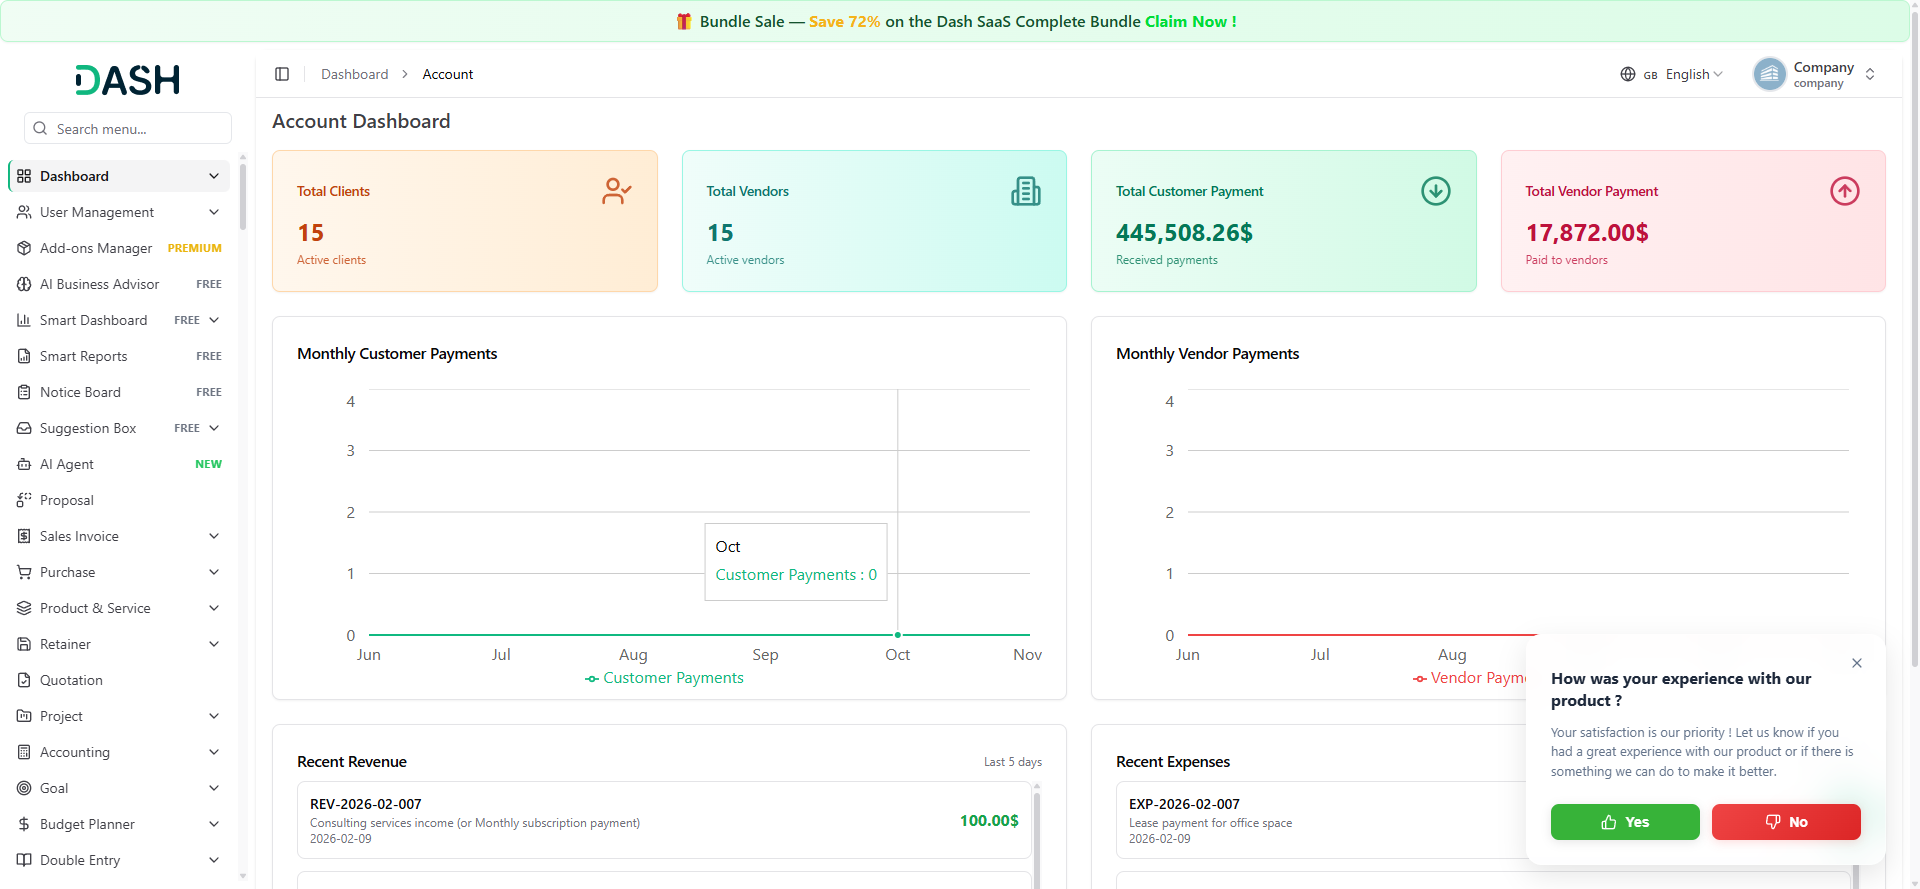 Bundle Sale — Save 72% on the Dash SaaS Complete Bundle Claim Now !
DASH
Search menu...
Dashboard
User Management
Add-ons Manager PREMIUM
AI Business Advisor FREE
Smart Dashboard FREE
Smart Reports FREE
Notice Board FREE
Suggestion Box FREE
AI Agent NEW
Proposal
Sales Invoice
Purchase
Product & Service
Retainer
Quotation
Project
Accounting
Goal
Budget Planner
Double Entry
Dashboard > Account
GB English
Company
company
Account Dashboard
Total Clients
15
Active clients
Total Vendors
15
Active vendors
Total Customer Payment
445,508.26$
Received payments
Total Vendor Payment
17,872.00$
Paid to vendors
Monthly Customer Payments
4
3
2
1
0
Jun Jul Aug Sep Oct Nov
Oct
Customer Payments : 0
Customer Payments
Monthly Vendor Payments
4
3
2
1
0
Jun Jul Aug
Vendor Payme
Recent Revenue
Last 5 days
REV-2026-02-007
Consulting services income (or Monthly subscription payment)
2026-02-09
100.00$
Recent Expenses
EXP-2026-02-007
Lease payment for office space
2026-02-09
How was your experience with our
product ?
Your satisfaction is our priority ! Let us know if you
had a great experience with our product or if there is
something we can do to make it better.
Yes
No